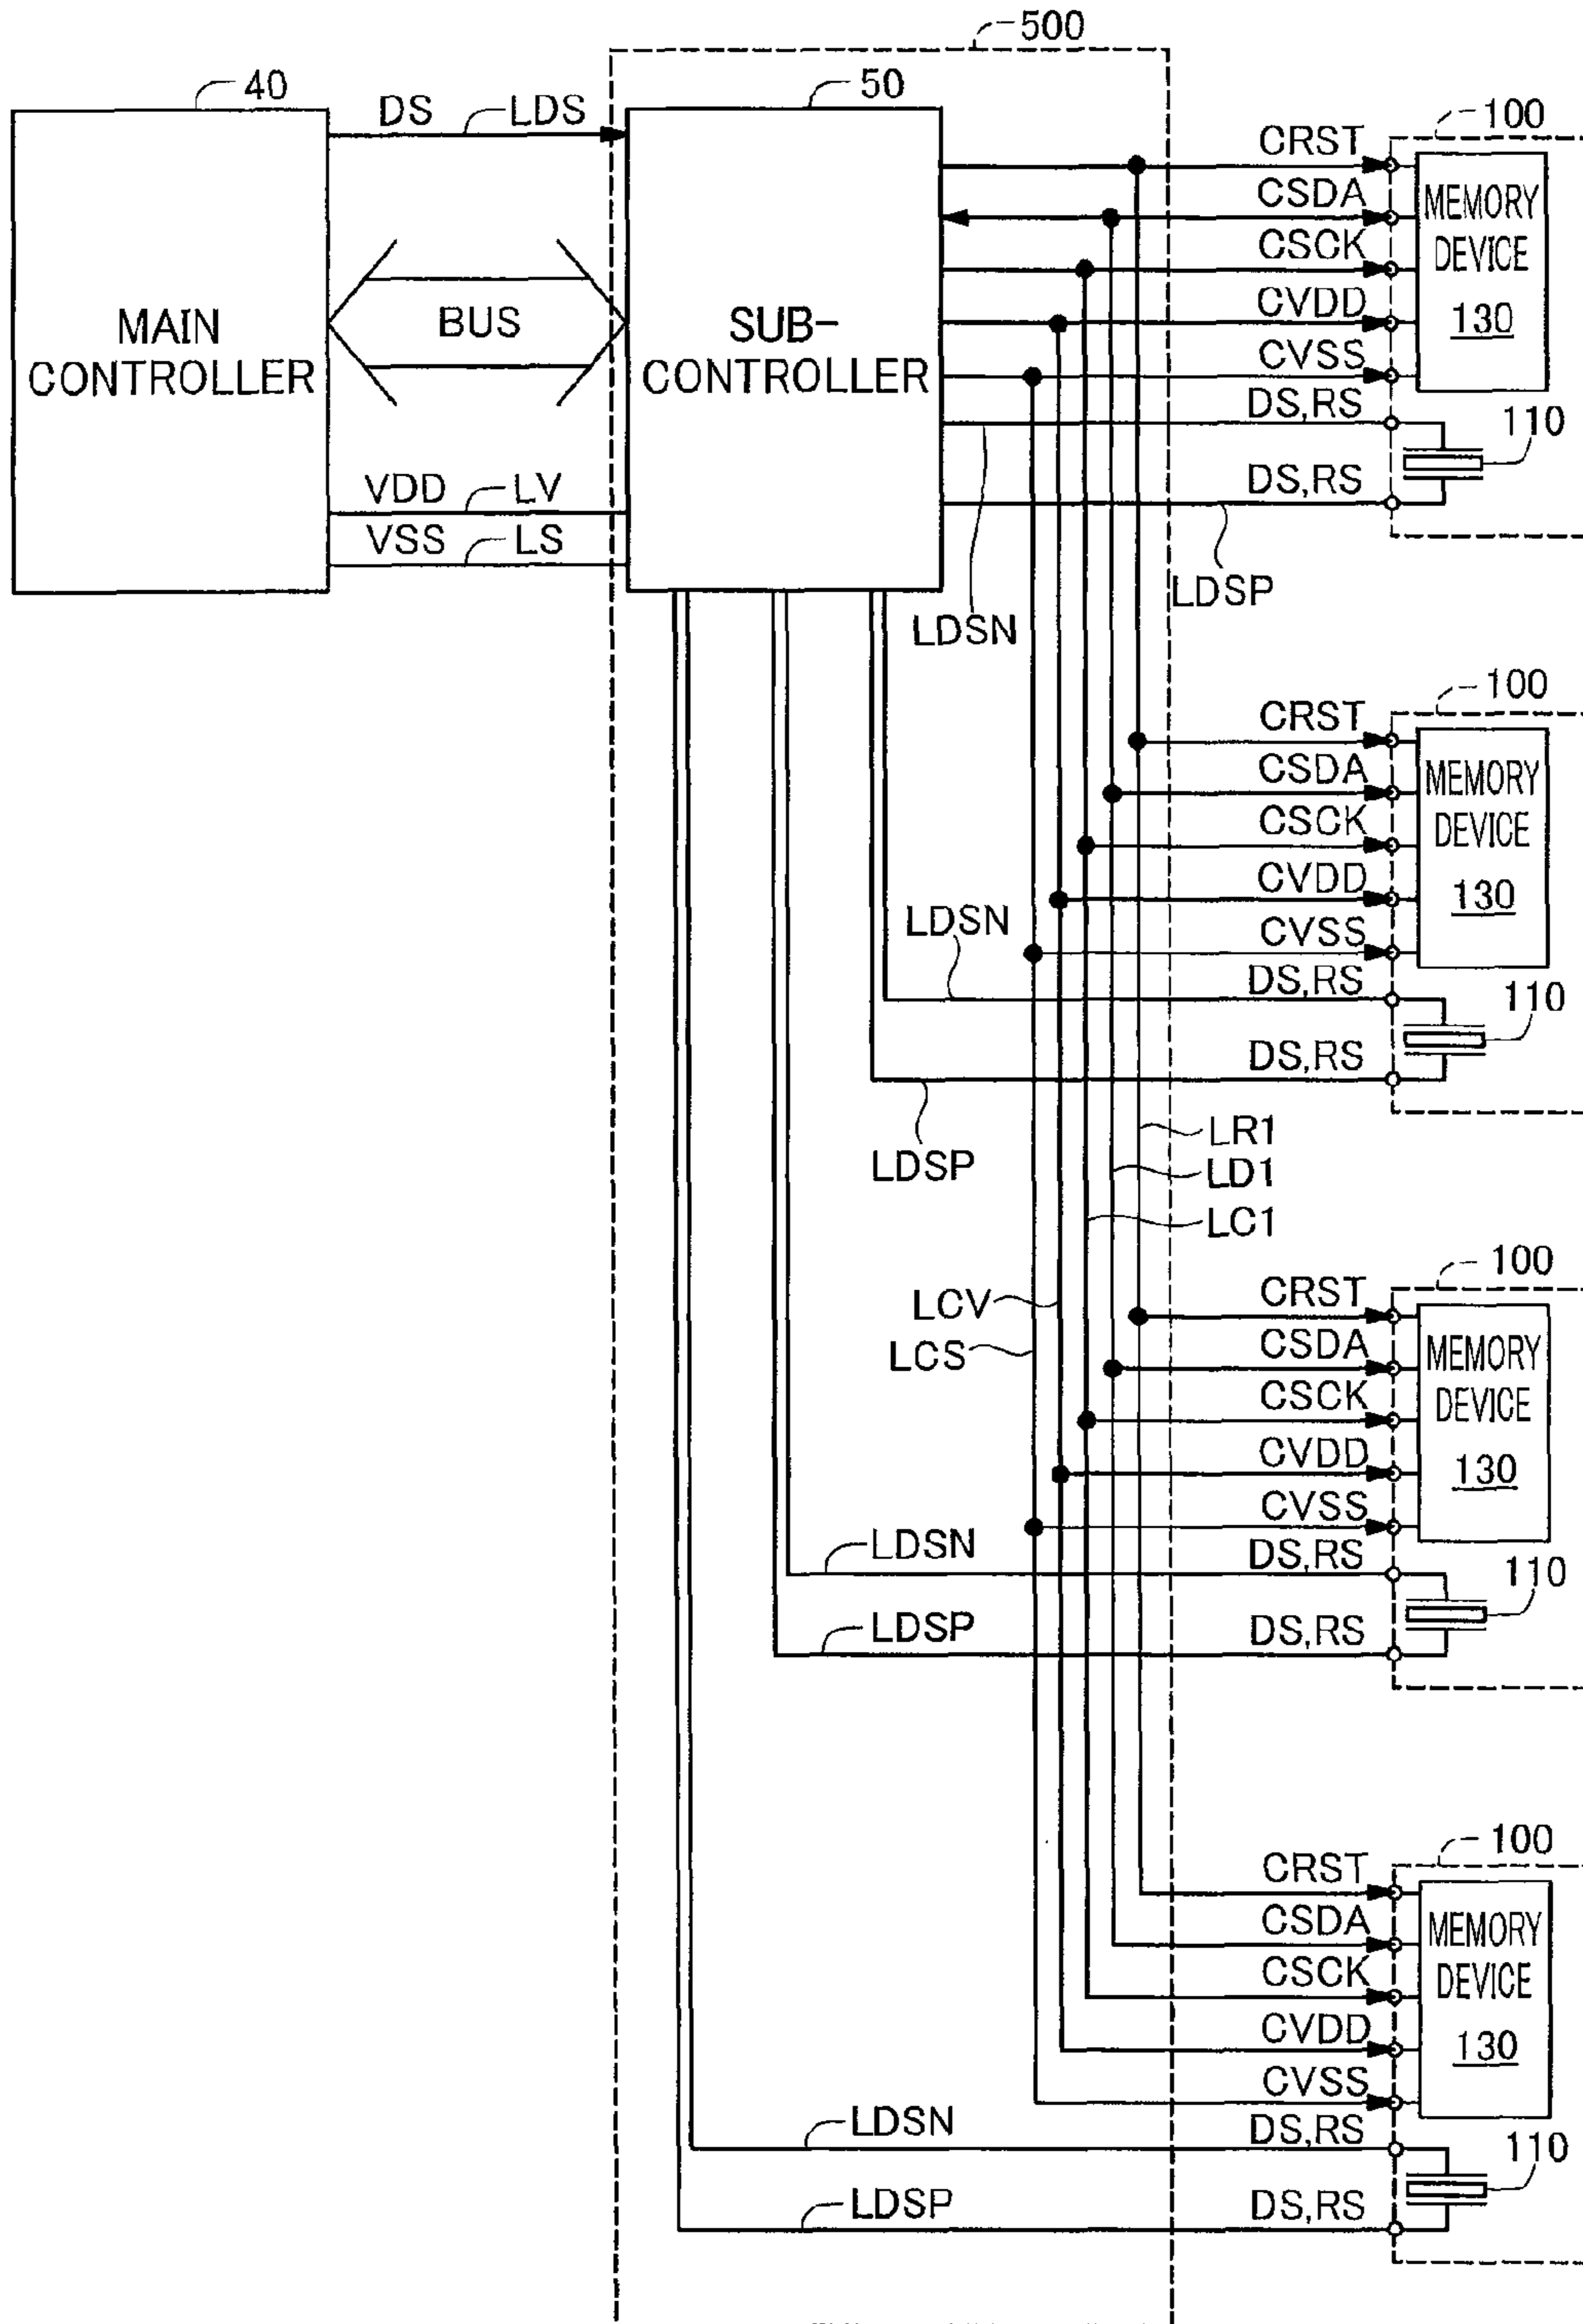 500
40
50
DS
LDS
MAIN
CONTROLLER
BUS
SUB-
CONTROLLER
VDD
LV
VSS
LS
100
CRST
CSDA
CSCK
CVDD
CVSS
DS,RS
DS,RS
MEMORY
DEVICE
130
110
LDSN
LDSP
100
CRST
CSDA
CSCK
CVDD
CVSS
DS,RS
DS,RS
MEMORY
DEVICE
130
110
LDSN
LDSP
LR1
LD1
LC1
LCV
LCS
100
CRST
CSDA
CSCK
CVDD
CVSS
DS,RS
DS,RS
MEMORY
DEVICE
130
110
LDSN
LDSP
100
CRST
CSDA
CSCK
CVDD
CVSS
DS,RS
DS,RS
MEMORY
DEVICE
130
110
LDSN
LDSP